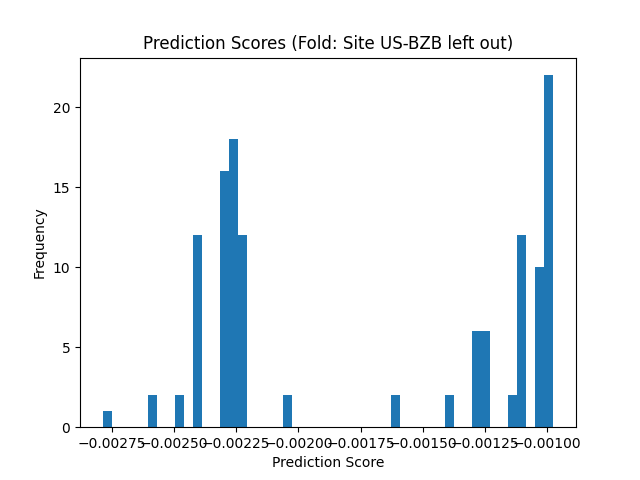 Prediction Scores (Fold: Site US-BZB left out)
Frequency
20
15
10
5
0
−0.00275 −0.00250 −0.00225 −0.00200 −0.00175 −0.00150 −0.00125 −0.00100
Prediction Score